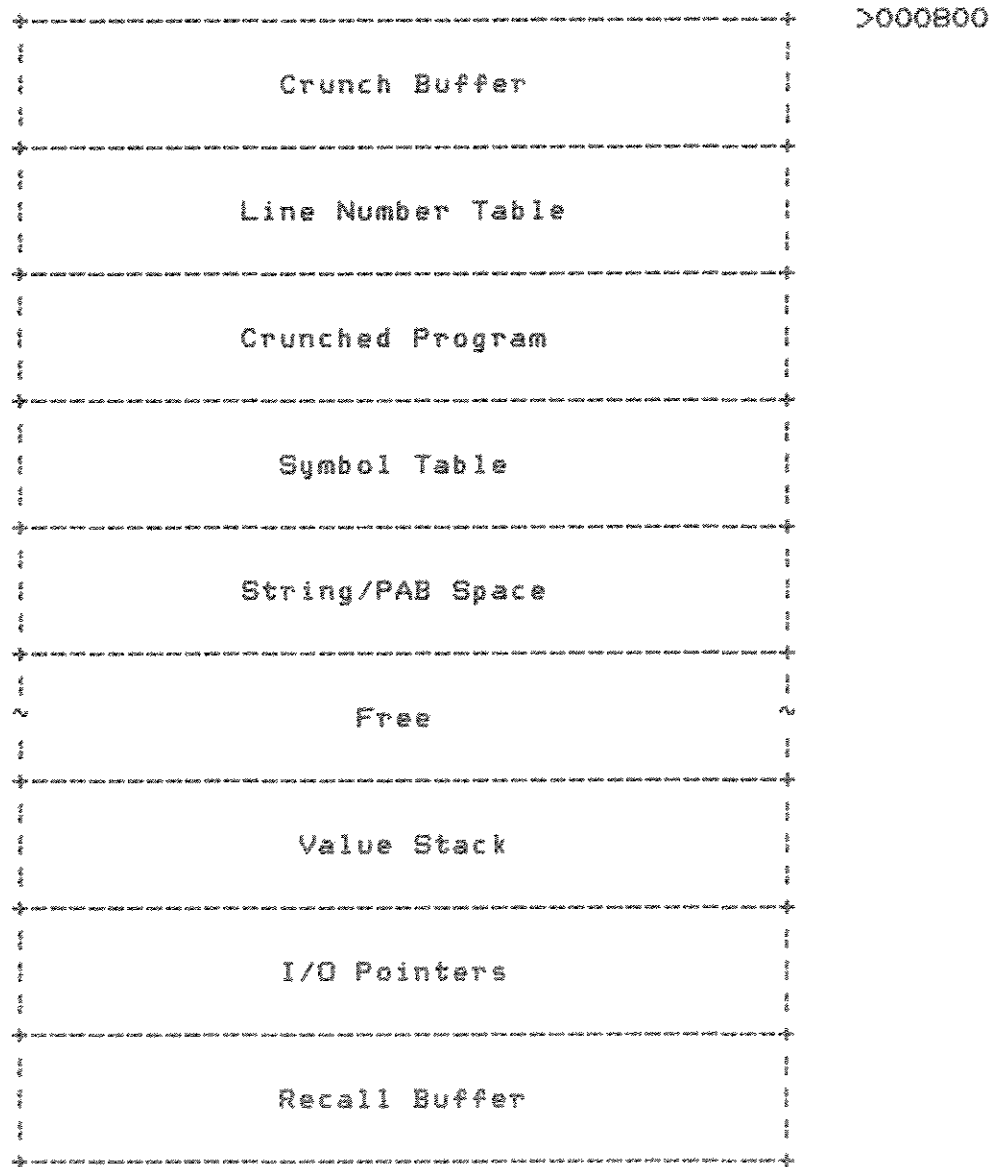 >000800
Crunch Buffer
Line Number Table
Crunched Program
Symbol Table
String/PAB Space
~ Free ~
Value Stack
I/O Pointers
Recall Buffer